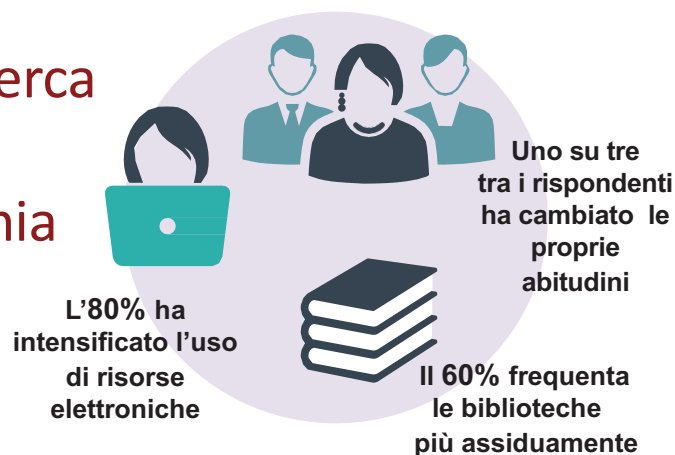 erca
nia
Uno su tre
tra i rispondenti
ha cambiato le
proprie
abitudini
L'80% ha
intensificato l'uso
di risorse
elettroniche
Il 60% frequenta
le biblioteche
più assiduamente